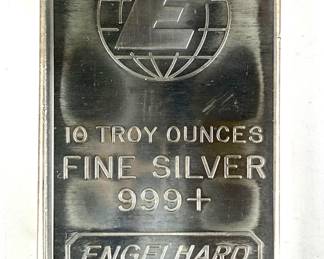 E
10 TROY OUNCES
FINE SILVER
999+
ENGELHARD